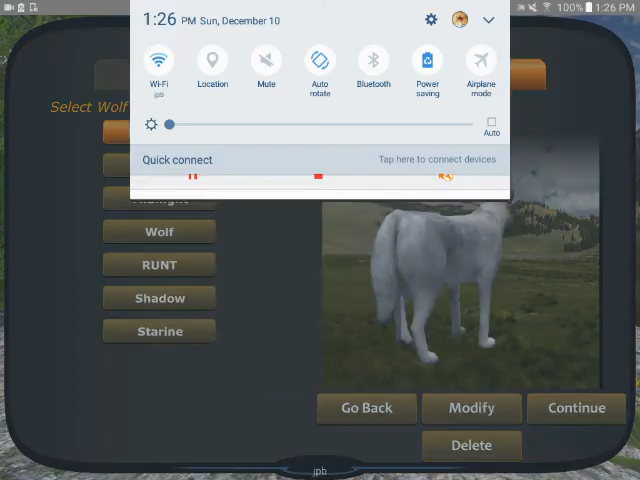 1:26 PM Sun, December 10
100% 1:26 PM
Wi-Fi
jpb
Location
Mute
Auto
rotate
Bluetooth
Power
saving
Airplane
mode
Auto
Quick connect
Tap here to connect devices
Select Wolf
Wolf
RUNT
Shadow
Starine
Go Back
Modify
Continue
Delete
jpb